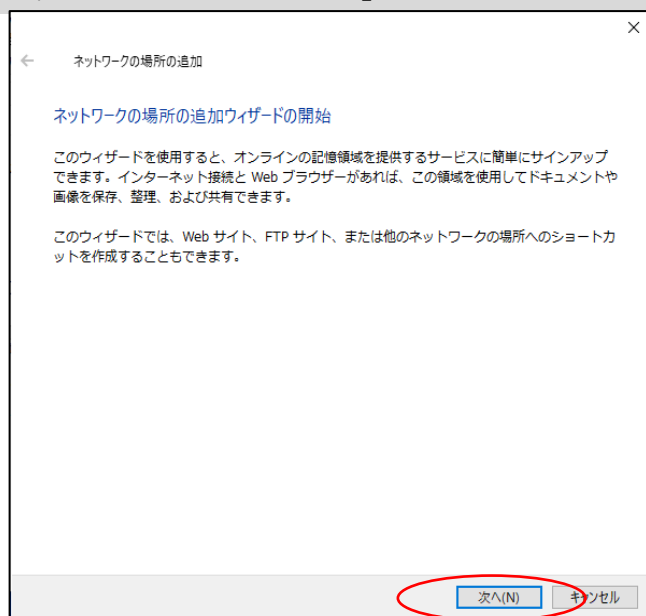 ネットワークの場所の追加
ネットワークの場所の追加ウィザードの開始
このウィザードを使用すると、オンラインの記憶領域を提供するサービスに簡単にサインアップ
できます。インターネット接続と Web ブラウザーがあれば、この領域を使用してドキュメントや
画像を保存、整理、および共有できます。
このウィザードでは、Web サイト、FTP サイト、または他のネットワークの場所へのショートカ
ットを作成することもできます。
次へ(N)
キャンセル